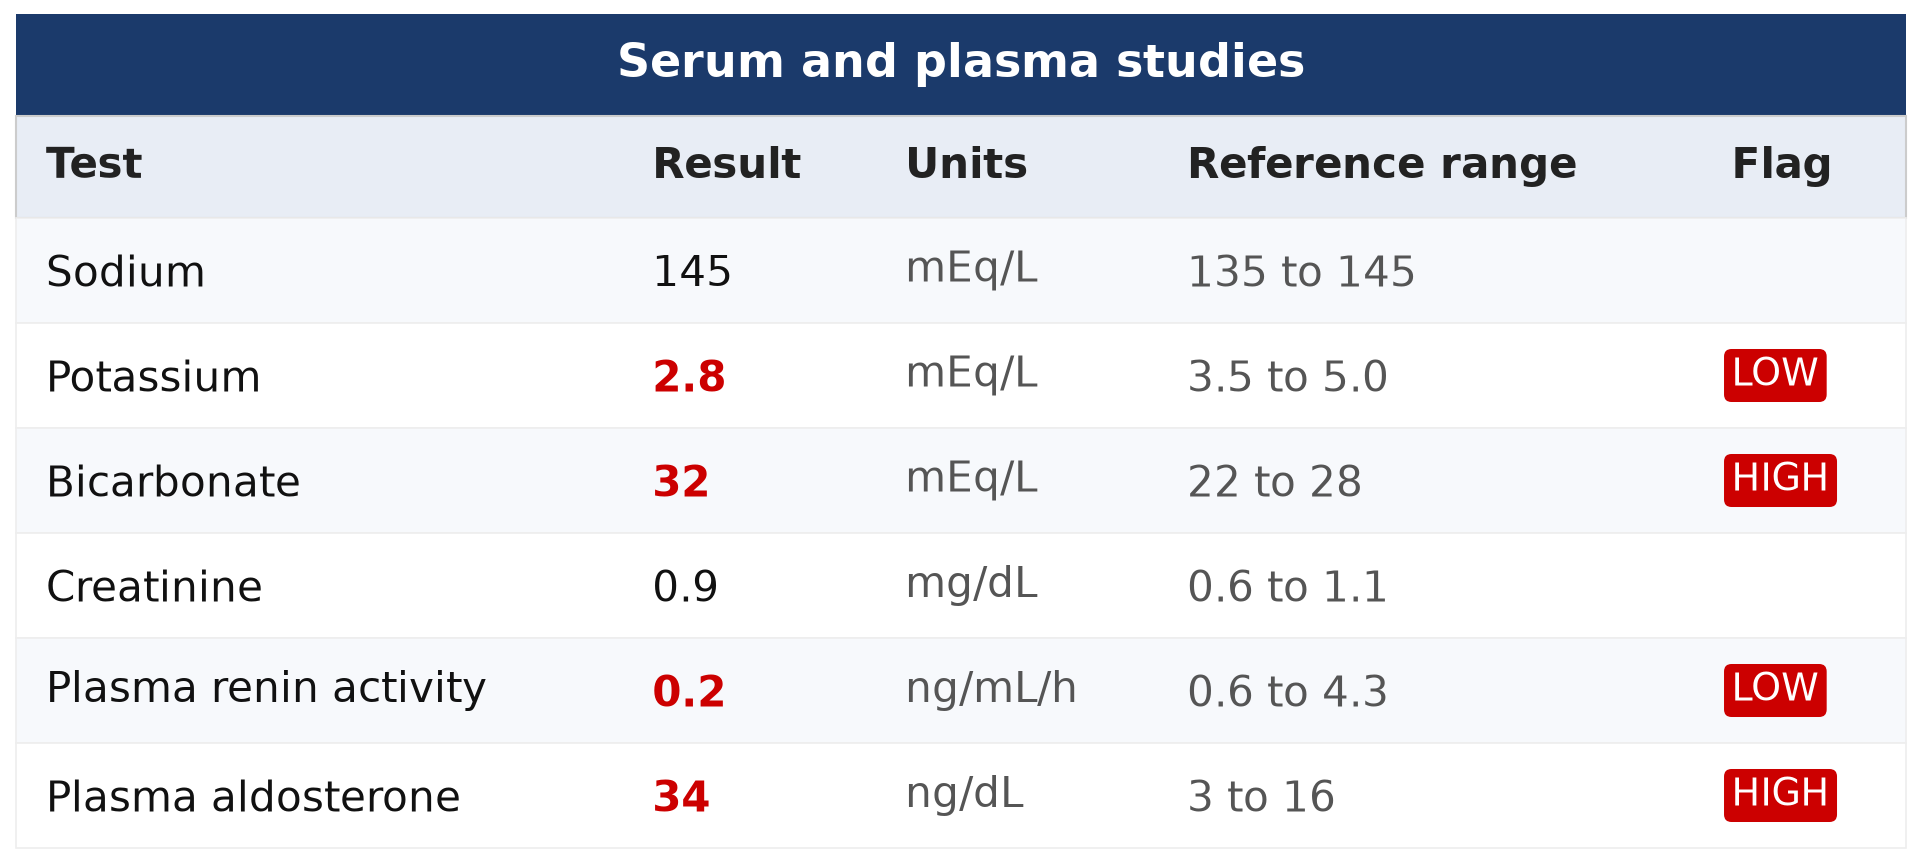 Serum and plasma studies
Test Result Units Reference range Flag
Sodium 145 mEq/L 135 to 145
Potassium 2.8 mEq/L 3.5 to 5.0 LOW
Bicarbonate 32 mEq/L 22 to 28 HIGH
Creatinine 0.9 mg/dL 0.6 to 1.1
Plasma renin activity 0.2 ng/mL/h 0.6 to 4.3 LOW
Plasma aldosterone 34 ng/dL 3 to 16 HIGH